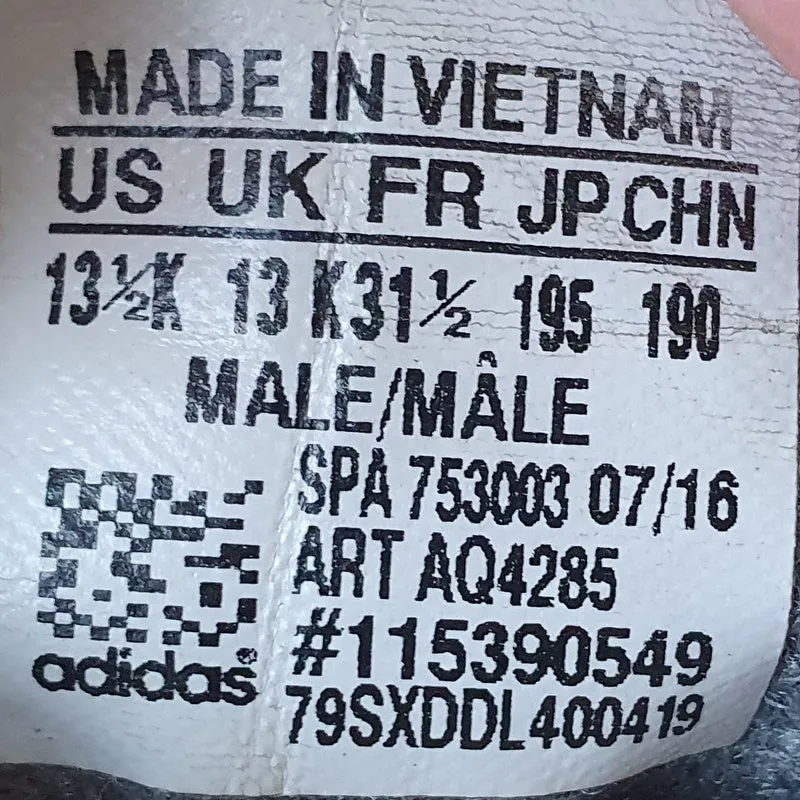 MADE IN VIETNAM
US UK FR JP CHN
13½K 13 K 31½ 195 190
MALE/MÂLE
SPA 753003 07/16
ART AQ4285
#115390549
adidas®
79SXDDL400419